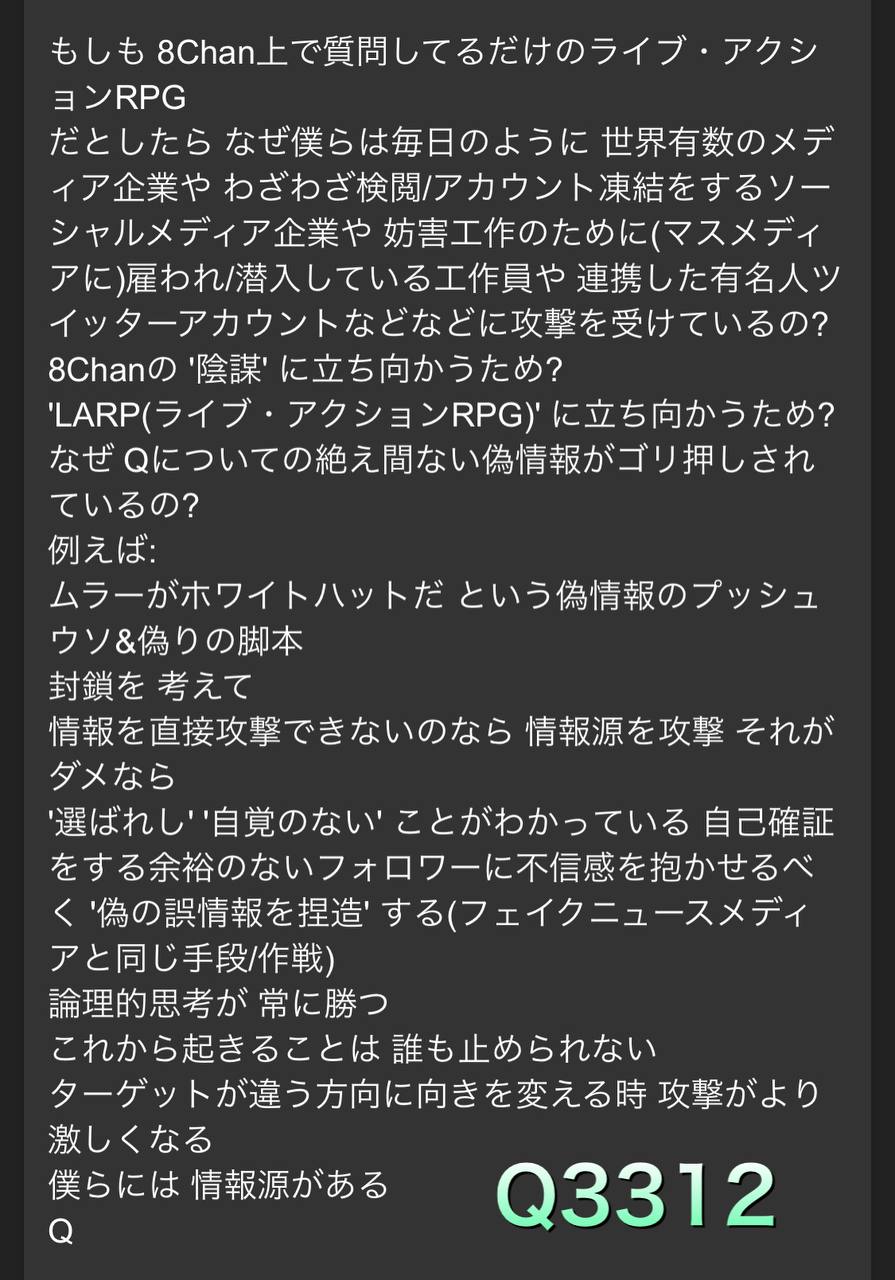 もしも 8Chan上で質問してるだけのライブ・アクシ
ョンRPG
だとしたら なぜ僕らは毎日のように 世界有数のメデ
ィア企業や わざわざ検閲/アカウント凍結をするソー
シャルメディア企業や 妨害工作のために(マスメディ
アに)雇われ/潜入している工作員や 連携した有名人ツ
イッターアカウントなどなどに攻撃を受けているの?
8Chanの '陰謀' に立ち向かうため?
'LARP(ライブ・アクションRPG)' に立ち向かうため?
なぜ Qについての絶え間ない偽情報がゴリ押しされ
ているの?
例えば:
ムラーがホワイトハットだ という偽情報のプッシュ
ウソ&偽りの脚本
封鎖を 考えて
情報を直接攻撃できないのなら 情報源を攻撃 それが
ダメなら
'選ばれし' '自覚のない' ことがわかっている 自己確証
をする余裕のないフォロワーに不信感を抱かせるべ
く '偽の誤情報を捏造' する(フェイクニュースメディ
アと同じ手段/作戦)
論理的思考が 常に勝つ
これから起きることは 誰も止められない
ターゲットが違う方向に向きを変える時 攻撃がより
激しくなる
僕らには 情報源がある
Q
Q3312